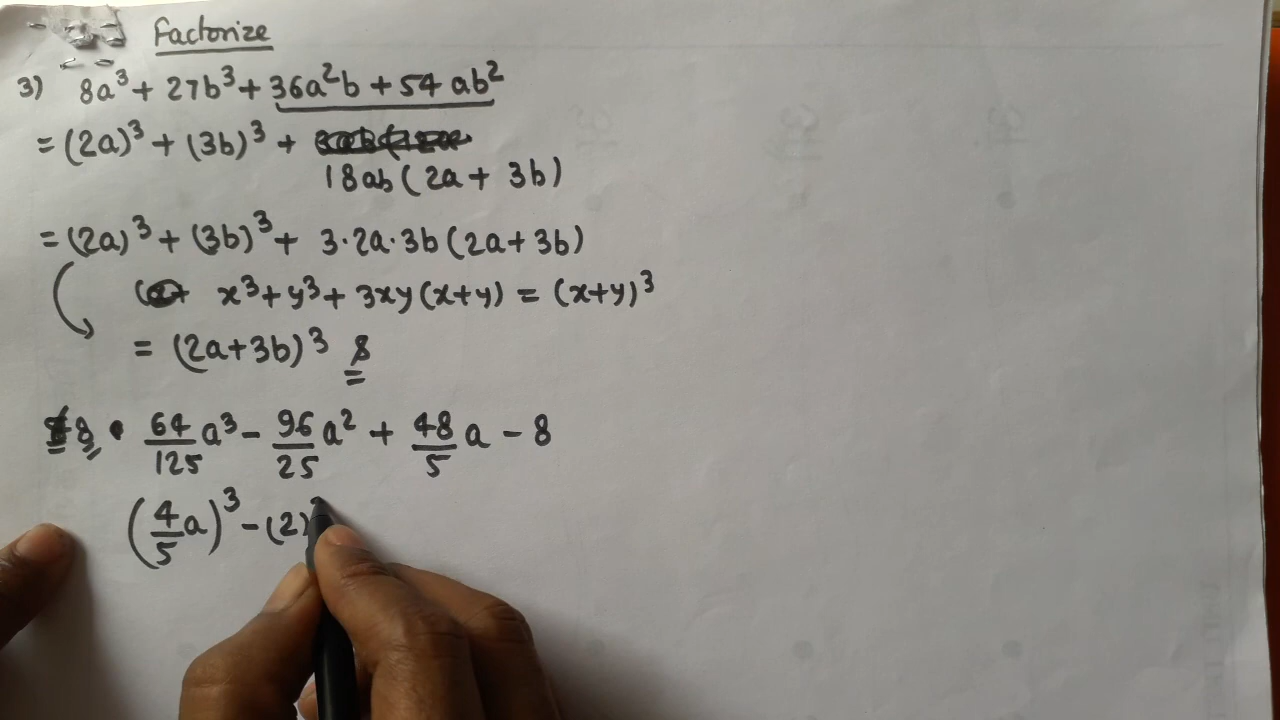 Factorize
3) 8a³ + 27b³ + 36a²b + 54ab²
= (2a)³ + (3b)³ +
18ab(2a + 3b)
= (2a)³ + (3b)³ + 3·2a·3b(2a+3b)
x³+y³+ 3xy(x+y) = (x+y)³
= (2a+3b)³
8 • 64/125 a³ - 96/25 a² + 48/5 a - 8
(4/5 a)³ - (2)